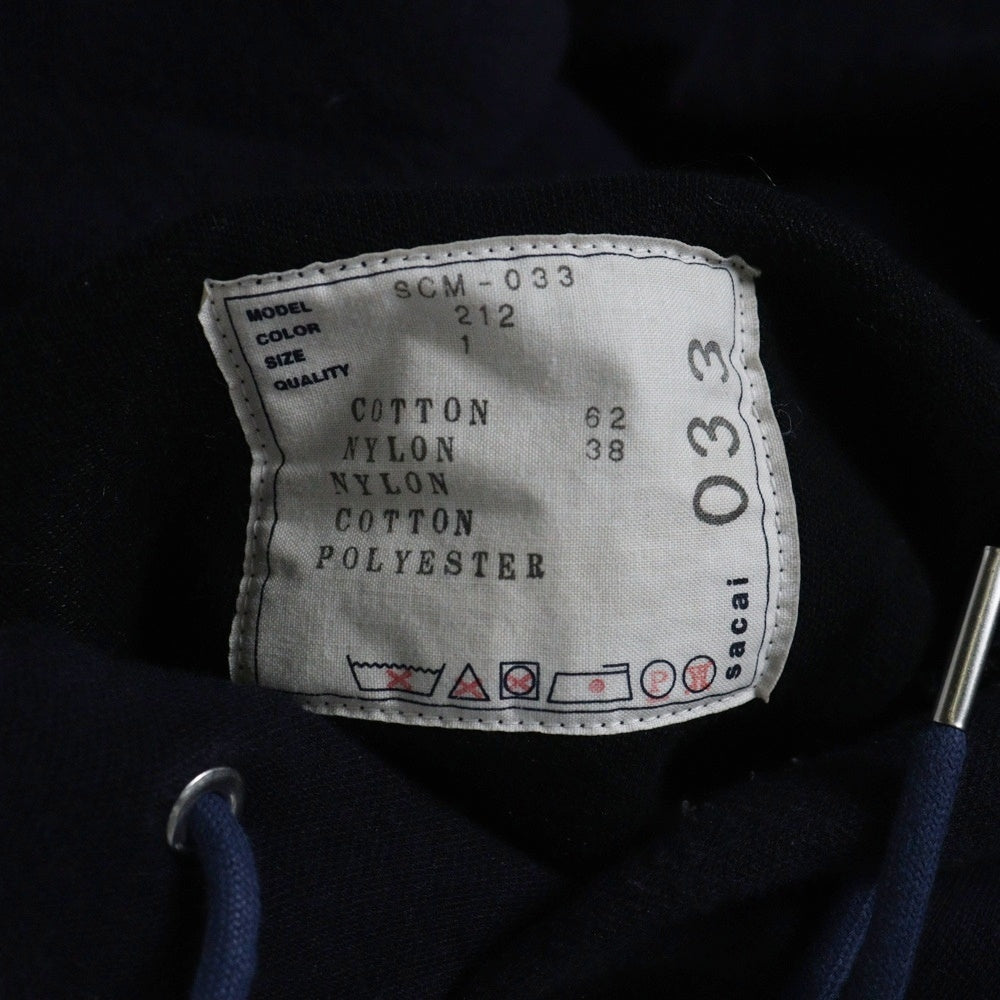 MODEL SCM-033
COLOR 212
SIZE 1
QUALITY
COTTON 62
NYLON 38
NYLON
COTTON
POLYESTER
P
W
033
sacai